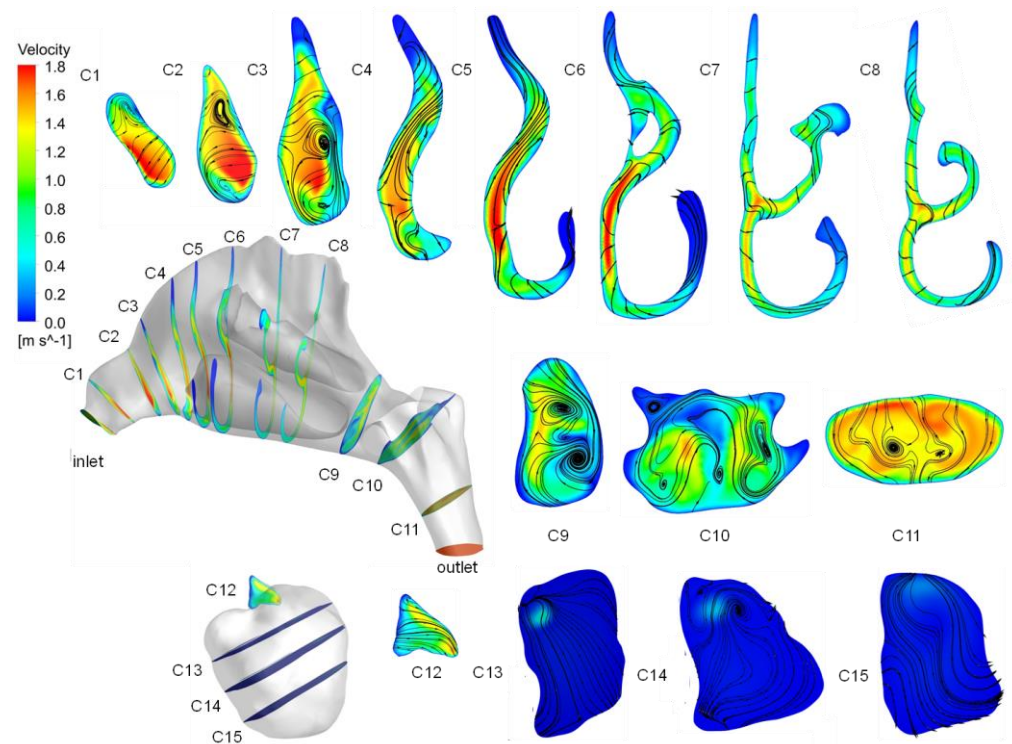 Velocity
1.8
1.6
1.4
1.2
1.0
0.8
0.6
0.4
0.2
0.0
[m s^-1]
C1
C2
C3
C4
C5
C6
C7
C8
C1
C2
C3
C4
C5
C6
C7
C8
inlet
C9
C10
C11
outlet
C9
C10
C11
C12
C13
C14
C15
C12
C13
C14
C15